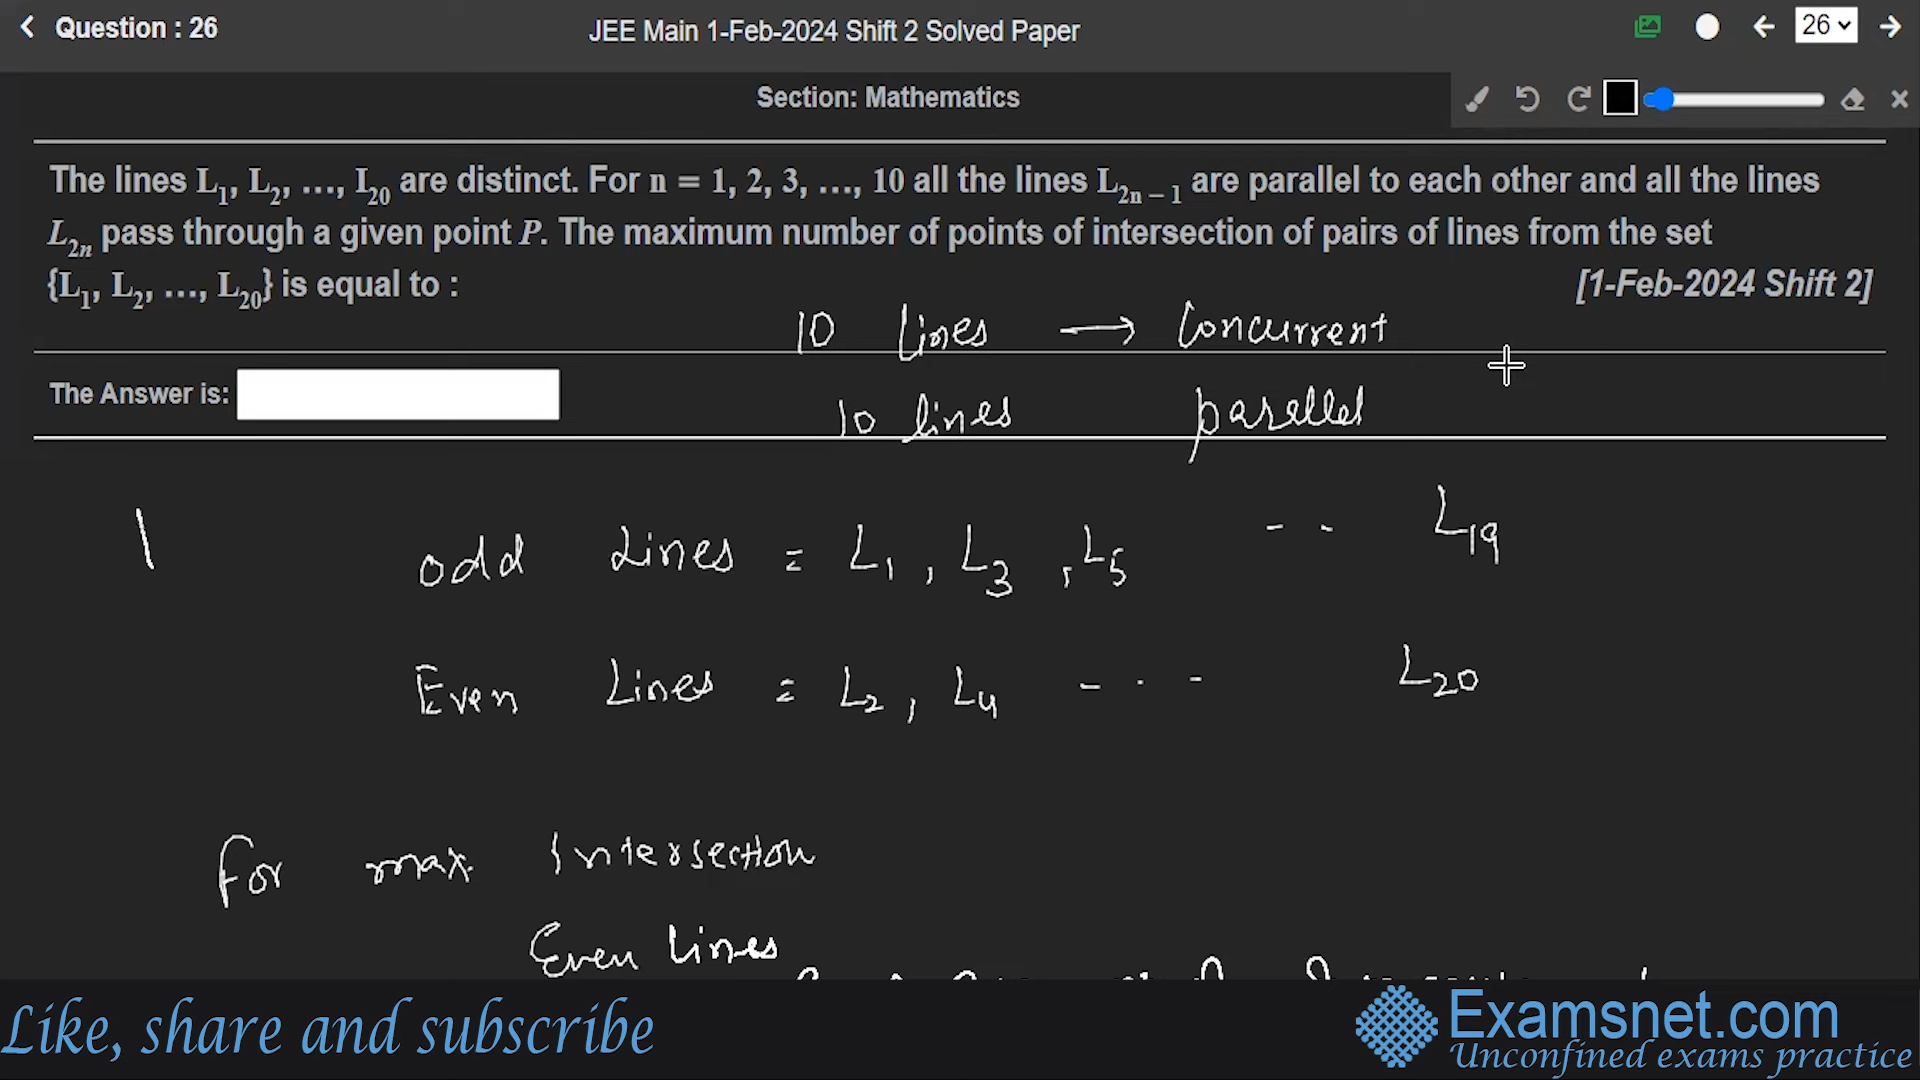 Question : 26
JEE Main 1-Feb-2024 Shift 2 Solved Paper
26
Section: Mathematics
The lines L₁, L₂, ..., L₂₀ are distinct. For n = 1, 2, 3, ..., 10 all the lines L₂ₙ₋₁ are parallel to each other and all the lines
L₂ₙ pass through a given point P. The maximum number of points of intersection of pairs of lines from the set
{L₁, L₂, ..., L₂₀} is equal to :
[1-Feb-2024 Shift 2]
10 Lines → Concurrent
The Answer is:
10 lines parellel
odd Lines = L₁, L₃, L₅ - - L₁₉
Even Lines = L₂, L₄ - - - L₂₀
For max. Intersection
Even Lines
Like, share and subscribe
Examsnet.com
Unconfined exams practice